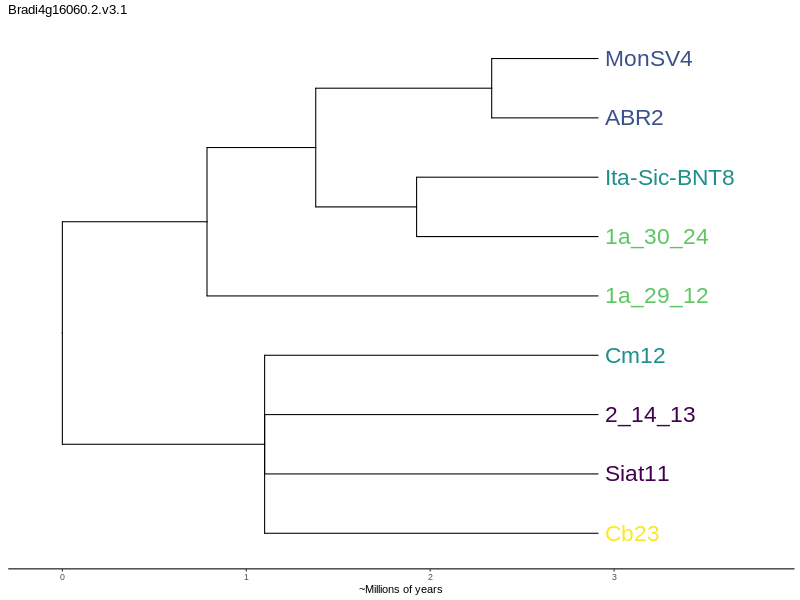 Bradi4g16060.2.v3.1
MonSV4
ABR2
Ita-Sic-BNT8
1a_30_24
1a_29_12
Cm12
2_14_13
Siat11
Cb23
0 1 2 3
~Millions of years